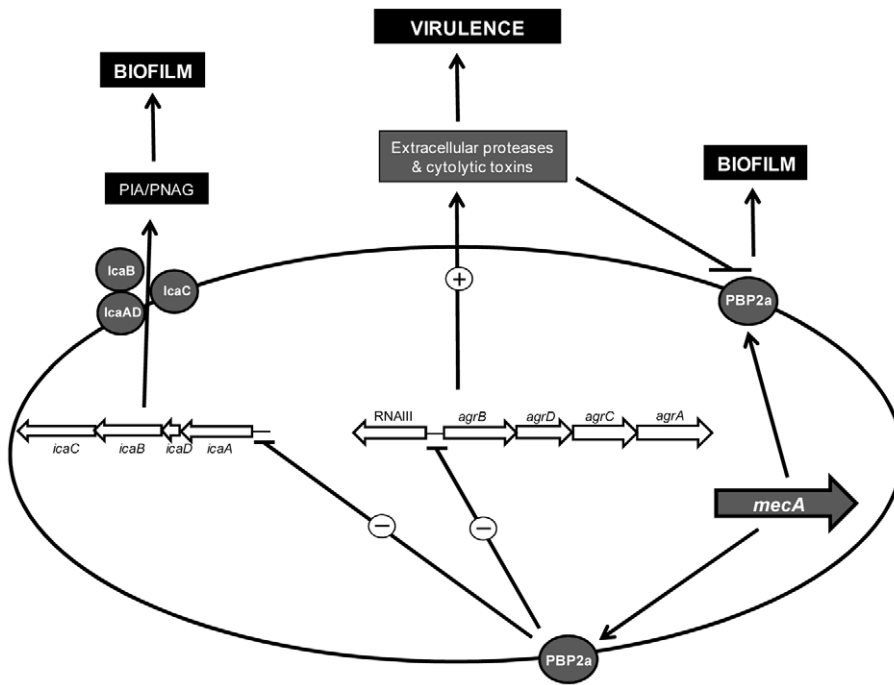 VIRULENCE
BIOFILM
Extracellular proteases
& cytolytic toxins
BIOFILM
PIA/PNAG
IcaB
IcaC
IcaAD
+
PBP2a
RNAIII
agrB
agrD
agrC
agrA
icaC
icaB
icaD
icaA
mecA
−
−
PBP2a